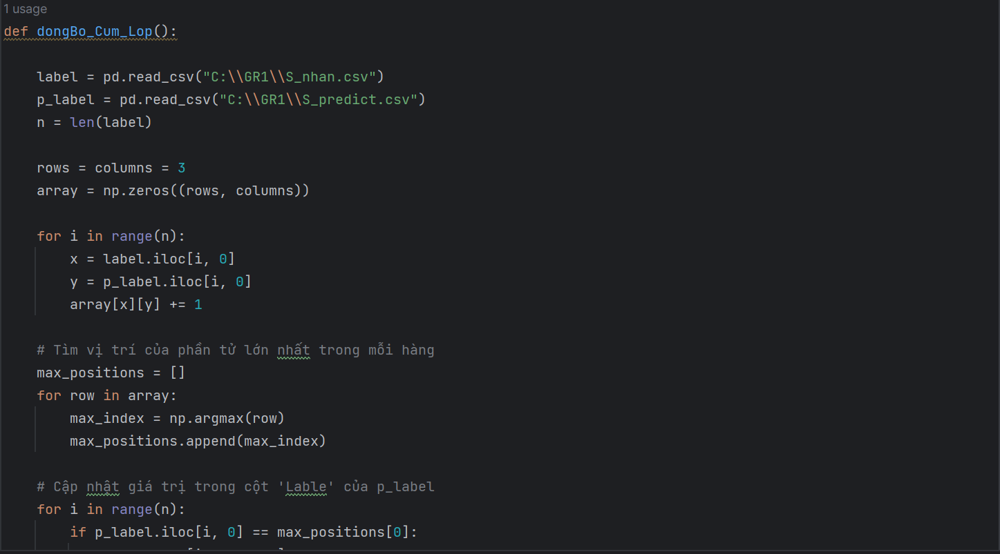 1 usage
def dongBo_Cum_Lop():
    label = pd.read_csv("C:\\GR1\\S_nhan.csv")
    p_label = pd.read_csv("C:\\GR1\\S_predict.csv")
    n = len(label)
    rows = columns = 3
    array = np.zeros((rows, columns))
    for i in range(n):
        x = label.iloc[i, 0]
        y = p_label.iloc[i, 0]
        array[x][y] += 1
    # Tìm vị trí của phần tử lớn nhất trong mỗi hàng
    max_positions = []
    for row in array:
        max_index = np.argmax(row)
        max_positions.append(max_index)
    # Cập nhật giá trị trong cột 'Lable' của p_label
    for i in range(n):
        if p_label.iloc[i, 0] == max_positions[0]: